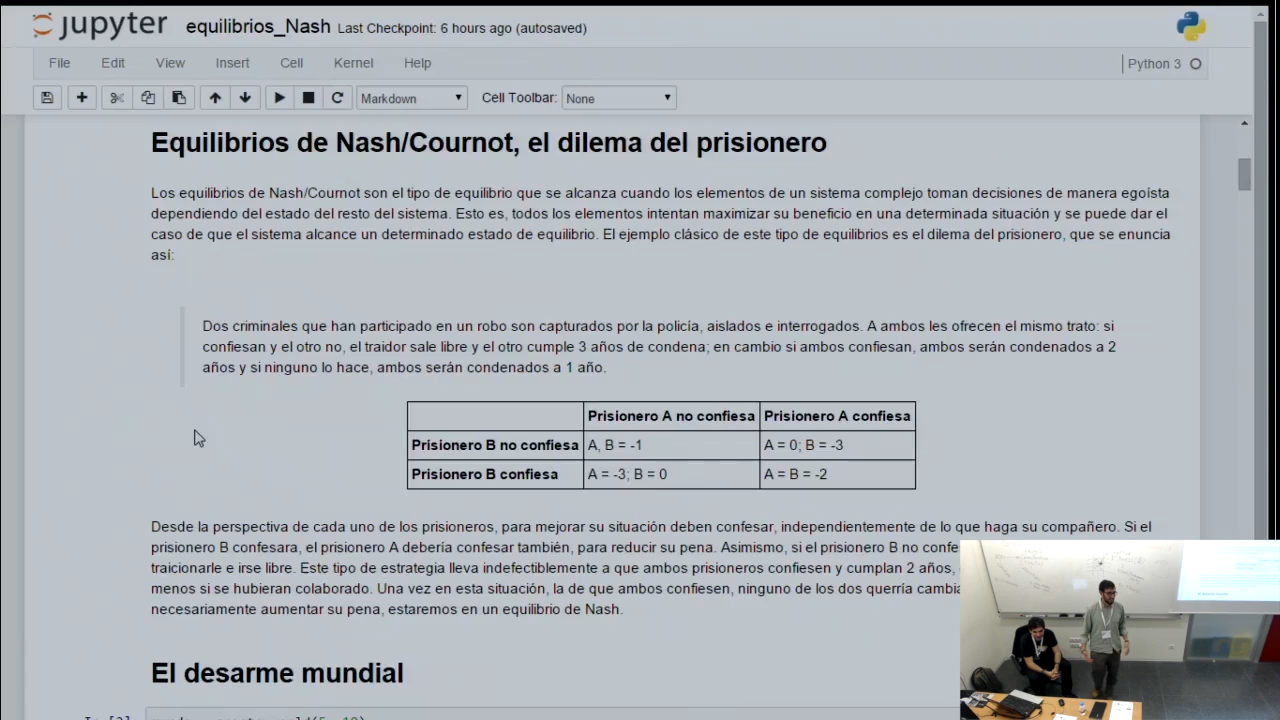 jupyter equilibrios_Nash Last Checkpoint: 6 hours ago (autosaved)
File Edit View Insert Cell Kernel Help Python 3
Markdown Cell Toolbar: None
Equilibrios de Nash/Cournot, el dilema del prisionero
Los equilibrios de Nash/Cournot son el tipo de equilibrio que se alcanza cuando los elementos de un sistema complejo toman decisiones de manera egoísta
dependiendo del estado del resto del sistema. Esto es, todos los elementos intentan maximizar su beneficio en una determinada situación y se puede dar el
caso de que el sistema alcance un determinado estado de equilibrio. El ejemplo clásico de este tipo de equilibrios es el dilema del prisionero, que se enuncia
así:
Dos criminales que han participado en un robo son capturados por la policía, aislados e interrogados. A ambos les ofrecen el mismo trato: si
confiesan y el otro no, el traidor sale libre y el otro cumple 3 años de condena; en cambio si ambos confiesan, ambos serán condenados a 2
años y si ninguno lo hace, ambos serán condenados a 1 año.
Prisionero A no confiesa Prisionero A confiesa
Prisionero B no confiesa A, B = -1 A = 0; B = -3
Prisionero B confiesa A = -3; B = 0 A = B = -2
Desde la perspectiva de cada uno de los prisioneros, para mejorar su situación deben confesar, independientemente de lo que haga su compañero. Si el
prisionero B confesara, el prisionero A debería confesar también, para reducir su pena. Asimismo, si el prisionero B no confe
traicionarle e irse libre. Este tipo de estrategia lleva indefectiblemente a que ambos prisioneros confiesen y cumplan 2 años,
menos si se hubieran colaborado. Una vez en esta situación, la de que ambos confiesen, ninguno de los dos querría cambia
necesariamente aumentar su pena, estaremos en un equilibrio de Nash.
El desarme mundial